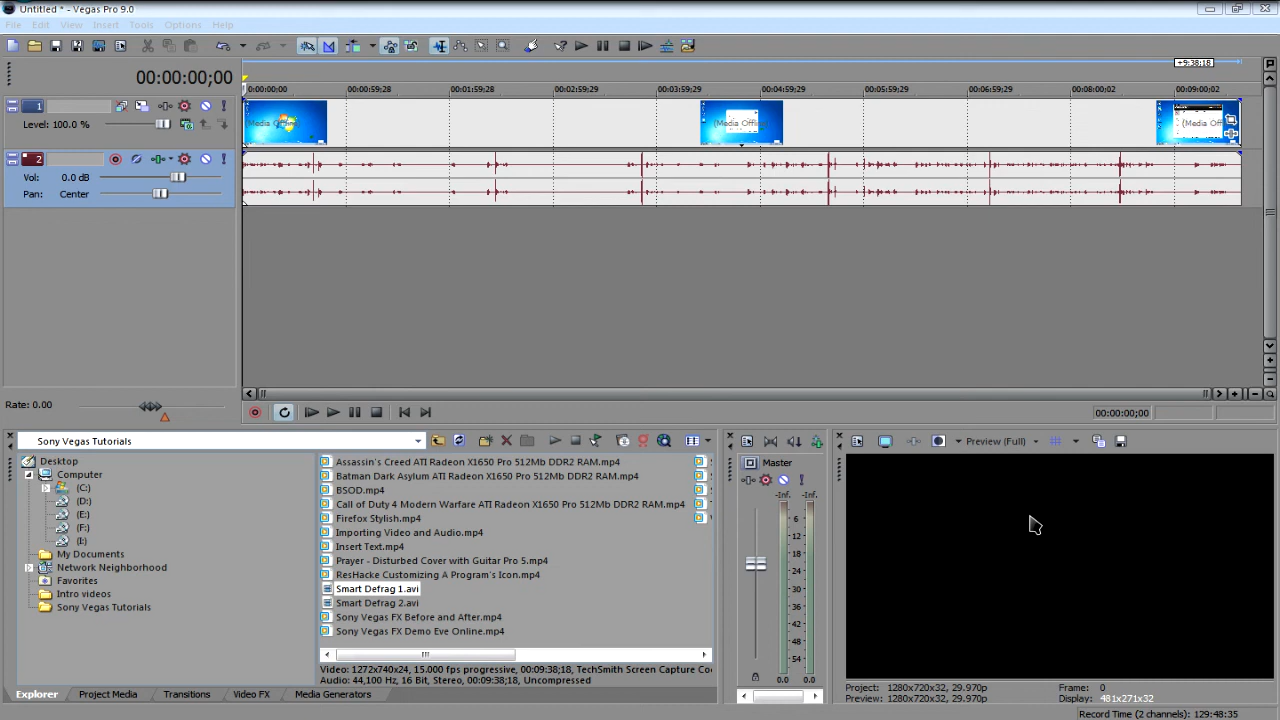 Untitled * - Vegas Pro 9.0
File Edit View Insert Tools Options Help
+9:38;18
00:00:00;00
0:00:00;00 00:00:59;28 00:01:59;28 00:02:59;29 00:03:59;29 00:04:59;29 00:05:59;29 00:06:59;29 00:08:00;02 00:09:00;02
1
Level: 100.0 %
(Media Offline) (Media Offline) (Media Off
2
Vol: 0.0 dB
Pan: Center
Rate: 0.00
00:00:00;00
Sony Vegas Tutorials
Desktop
Computer
(C:)
(D:)
(E:)
(F:)
(I:)
My Documents
Network Neighborhood
Favorites
Intro videos
Sony Vegas Tutorials
Assassin's Creed ATI Radeon X1650 Pro 512Mb DDR2 RAM.mp4
Batman Dark Asylum ATI Radeon X1650 Pro 512Mb DDR2 RAM.mp4
BSOD.mp4
Call of Duty 4 Modern Warfare ATI Radeon X1650 Pro 512Mb DDR2 RAM.mp4
Firefox Stylish.mp4
Importing Video and Audio.mp4
Insert Text.mp4
Prayer - Disturbed Cover with Guitar Pro 5.mp4
ResHacke Customizing A Program's Icon.mp4
Smart Defrag 1.avi
Smart Defrag 2.avi
Sony Vegas FX Before and After.mp4
Sony Vegas FX Demo Eve Online.mp4
Video: 1272x740x24, 15.000 fps progressive, 00:09:38;18, TechSmith Screen Capture Co
Audio: 44,100 Hz, 16 Bit, Stereo, 00:09:38;18, Uncompressed
Explorer Project Media Transitions Video FX Media Generators
Master
-Inf. -Inf.
6
12
18
24
30
36
42
48
54
0.0 0.0
Preview (Full)
Project: 1280x720x32, 29.970p
Preview: 1280x720x32, 29.970p
Frame: 0
Display: 481x271x32
Record Time (2 channels): 129:48:35